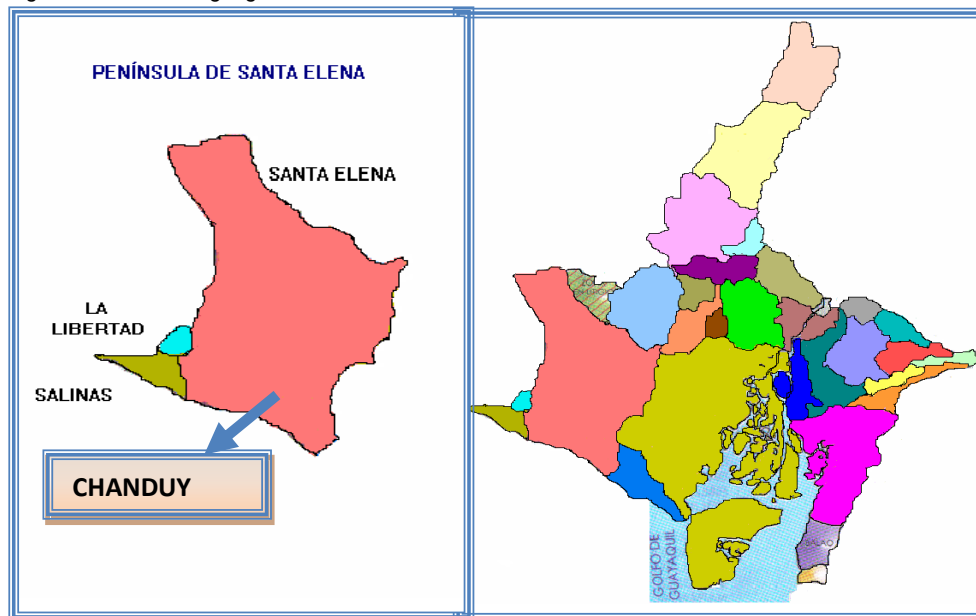 PENÍNSULA DE SANTA ELENA
SANTA ELENA
LA
LIBERTAD
SALINAS
CHANDUY
GOLFO DE
GUAYAQUIL